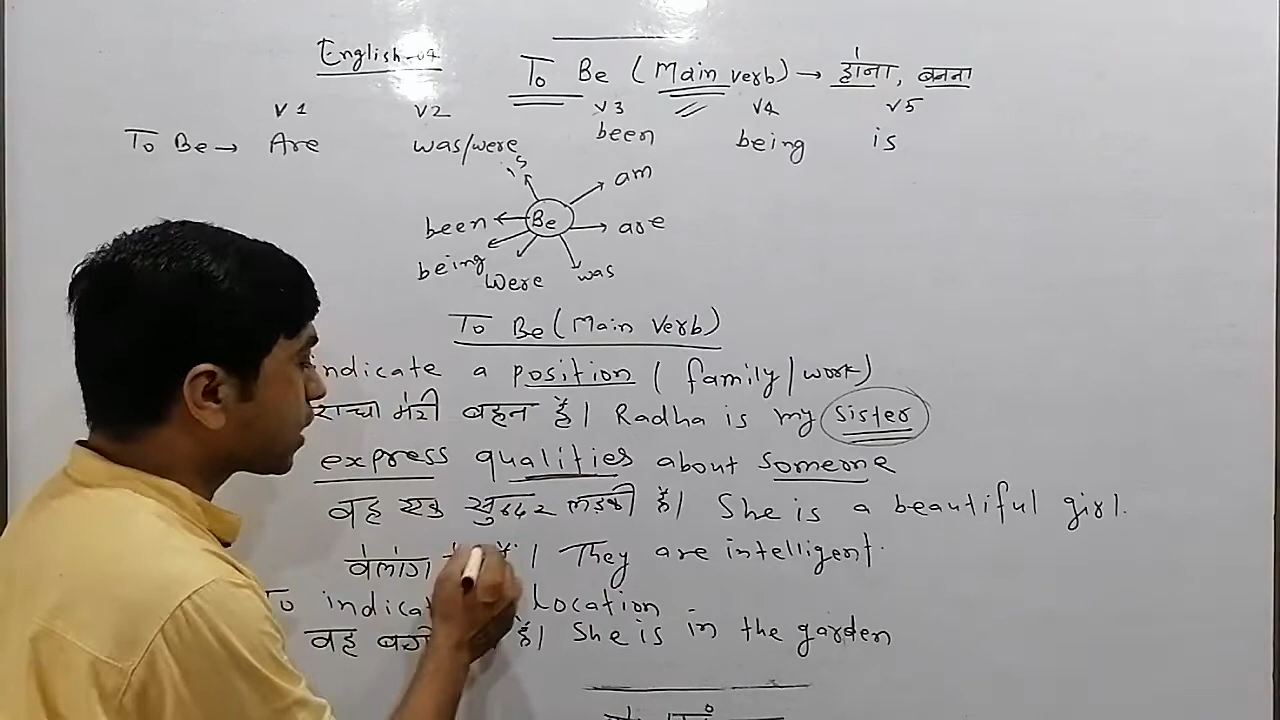 English-04
To Be (Main verb) → होना, बनना
V1 V2 V3 V4 V5
To Be → Are was/were been being is
is am
been Be are
being Were was
To Be (Main Verb)
ndicate a position (family/work)
मेरी बहन हैं। Radha is my sister
express qualities about someone
वह एक सुन्दर लड़की हैं। She is a beautiful girl.
वेलोग । They are intelligent.
To indicat Location
वह हैं। She is in the garden